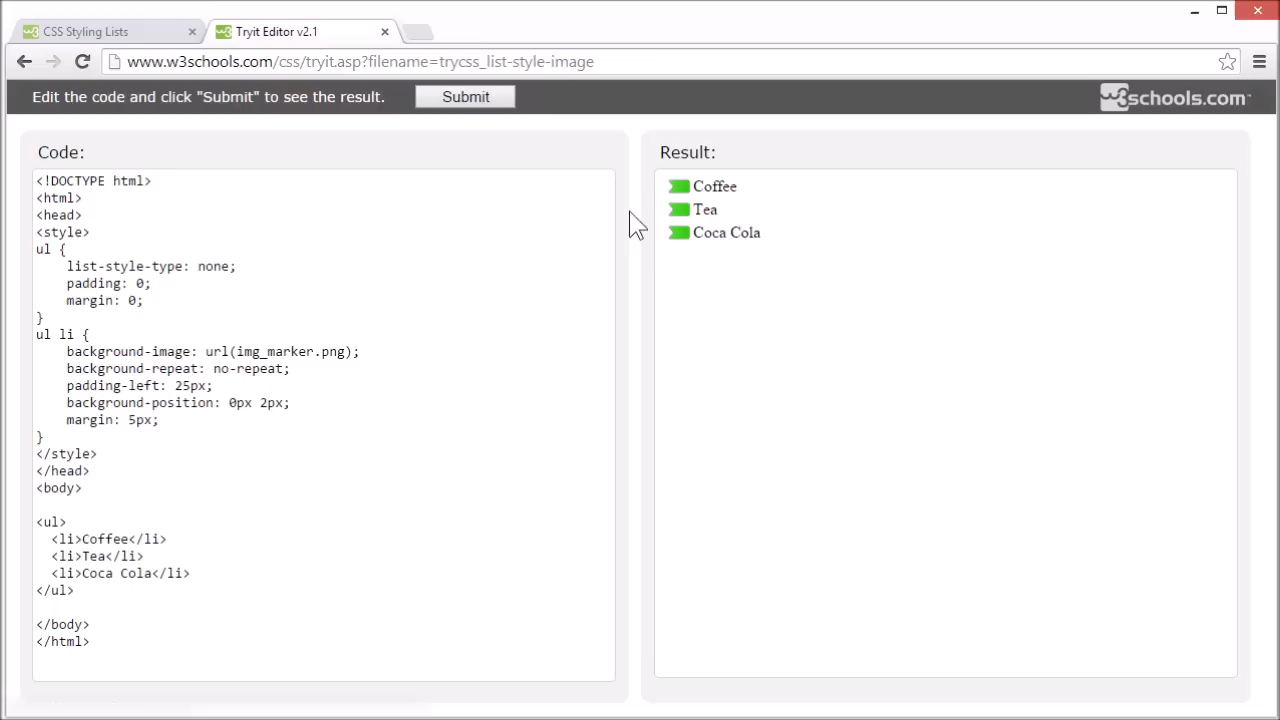 CSS Styling Lists
Tryit Editor v2.1
www.w3schools.com/css/tryit.asp?filename=trycss_list-style-image
Edit the code and click "Submit" to see the result.
Submit
w3schools.com
Code:
<!DOCTYPE html>
<html>
<head>
<style>
ul {
    list-style-type: none;
    padding: 0;
    margin: 0;
}
ul li {
    background-image: url(img_marker.png);
    background-repeat: no-repeat;
    padding-left: 25px;
    background-position: 0px 2px;
    margin: 5px;
}
</style>
</head>
<body>

<ul>
  <li>Coffee</li>
  <li>Tea</li>
  <li>Coca Cola</li>
</ul>

</body>
</html>
Result:
Coffee
Tea
Coca Cola